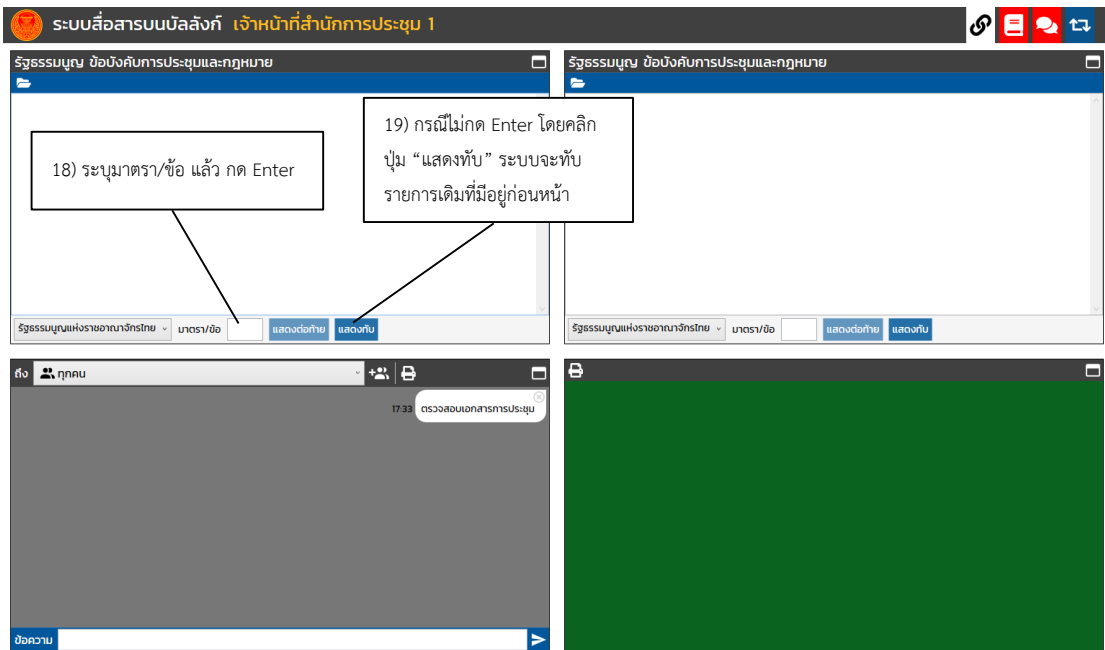 ระบบสื่อสารบนบัลลังก์ เจ้าหน้าที่สำนักการประชุม 1
รัฐธรรมนูญ ข้อบังคับการประชุมและกฎหมาย
18) ระบุมาตรา/ข้อ แล้ว กด Enter
19) กรณีไม่กด Enter โดยคลิก
ปุ่ม “แสดงทับ” ระบบจะทับ
รายการเดิมที่มีอยู่ก่อนหน้า
รัฐธรรมนูญแห่งราชอาณาจักรไทย มาตรา/ข้อ แสดงต่อท้าย แสดงทับ
รัฐธรรมนูญ ข้อบังคับการประชุมและกฎหมาย
รัฐธรรมนูญแห่งราชอาณาจักรไทย มาตรา/ข้อ แสดงต่อท้าย แสดงทับ
ถึง ทุกคน
17:33 ตรวจสอบเอกสารการประชุม
ข้อความ